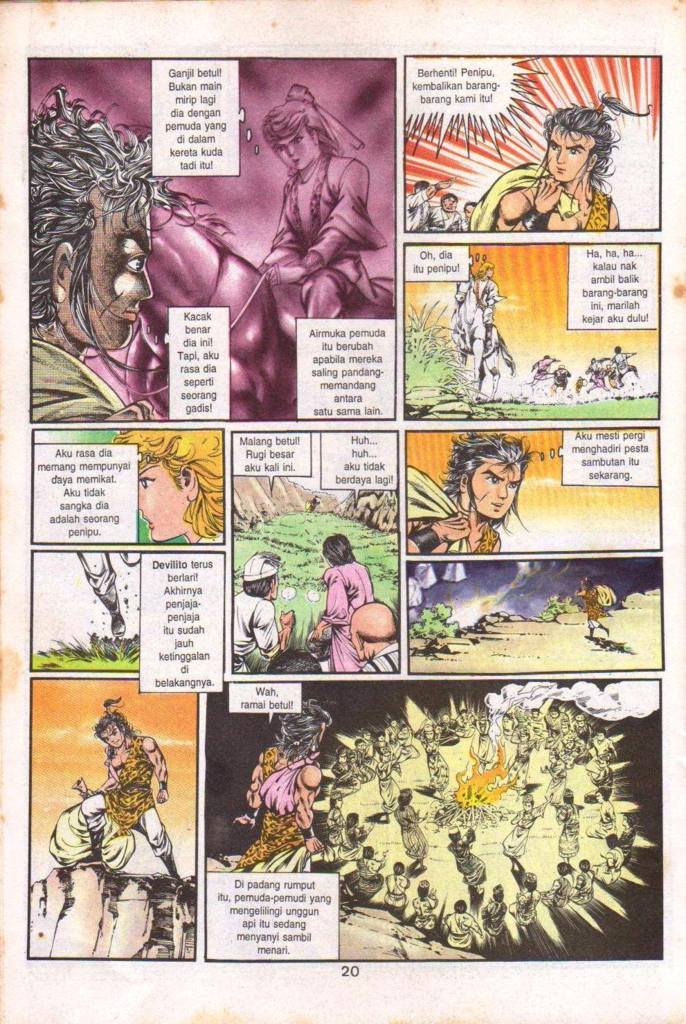 Ganjil betul!
Bukan main
mirip lagi
dia dengan
pemuda yang
di dalam
kereta kuda
tadi itu!
Kacak
benar
dia ini!
Tapi, aku
rasa dia
seperti
seorang
gadis!
Airmuka pemuda
itu berubah
apabila mereka
saling pandang-
memandang
antara
satu sama lain.
Berhenti! Penipu,
kembalikan barang-
barang kami itu!
Oh, dia
itu penipu!
Ha, ha, ha...
kalau nak
ambil balik
barang-barang
ini, marilah
kejar aku dulu!
Aku rasa dia
memang mempunyai
daya memikat.
Aku tidak
sangka dia
adalah seorang
penipu.
Devilito terus
berlari!
Akhirnya
penjaja-
penjaja
itu sudah
jauh
ketinggalan
di
belakangnya.
Malang betul!
Rugi besar
aku kali ini.
Huh...
huh...
aku tidak
berdaya lagi!
Aku mesti pergi
menghadiri pesta
sambutan itu
sekarang.
Wah,
ramai betul!
Di padang rumput
itu, pemuda-pemudi yang
mengelilingi unggun
api itu sedang
menyanyi sambil
menari.
20